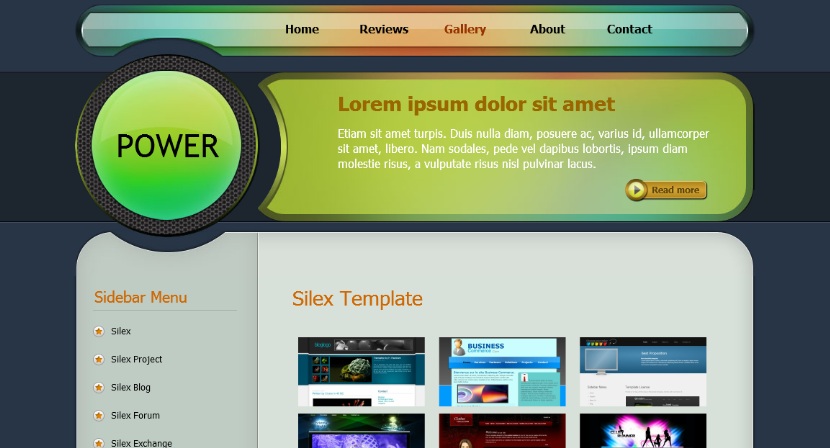 Home Reviews Gallery About Contact
POWER
Lorem ipsum dolor sit amet
Etiam sit amet turpis. Duis nulla diam, posuere ac, varius id, ullamcorper
sit amet, libero. Nam sodales, pede vel dapibus lobortis, ipsum diam
molestie risus, a vulputate risus nisl pulvinar lacus.
Read more
Sidebar Menu
Silex
Silex Project
Silex Blog
Silex Forum
Silex Exchange
Silex Template
BUSINESS